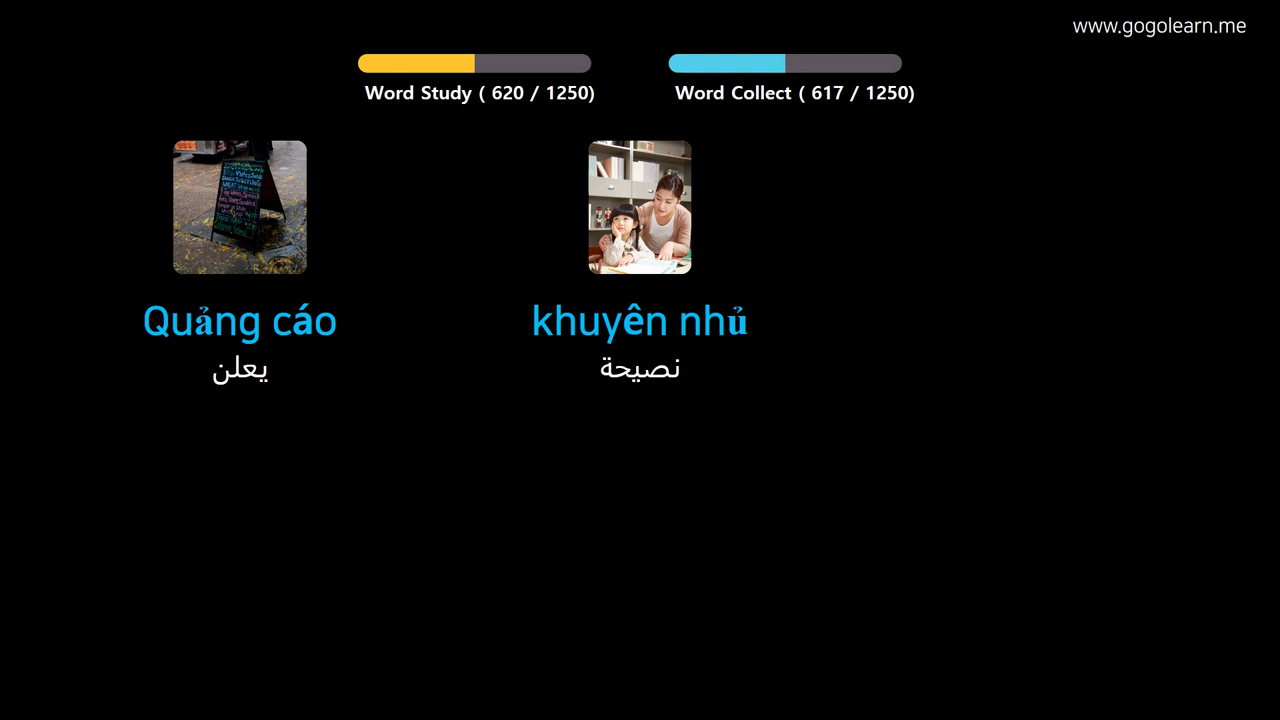 www.gogolearn.me
Word Study ( 620 / 1250)
Word Collect ( 617 / 1250)
Quảng cáo
يعلن
khuyên nhủ
نصيحة